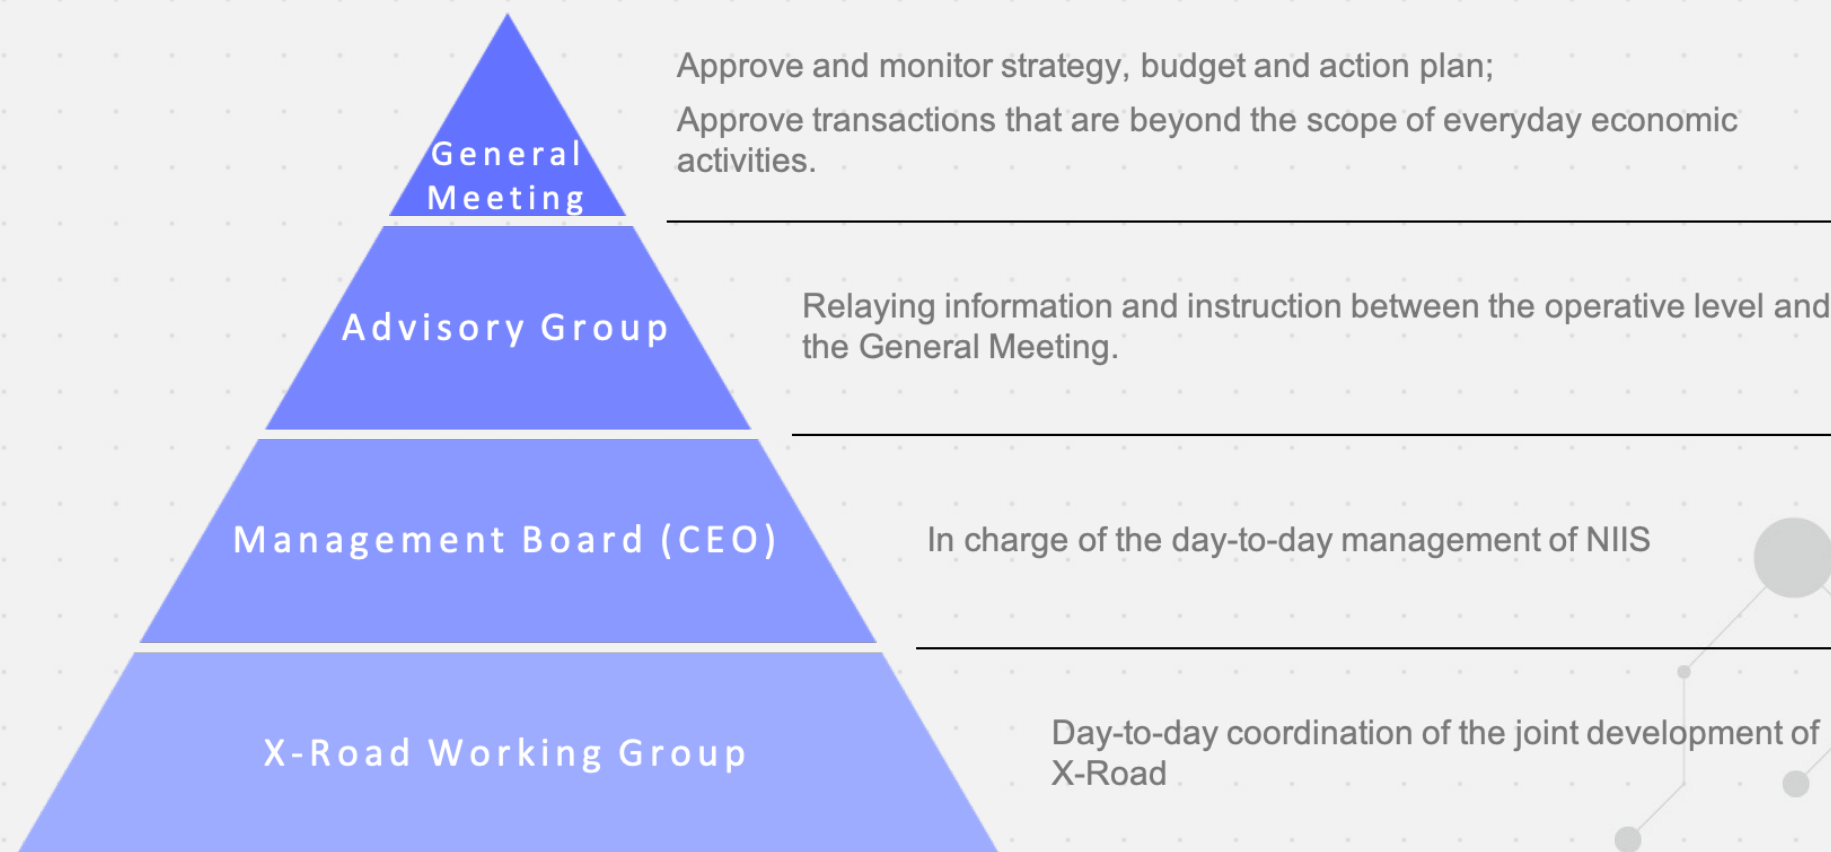 General
Meeting
Approve and monitor strategy, budget and action plan;
Approve transactions that are beyond the scope of everyday economic
activities.
Advisory Group
Relaying information and instruction between the operative level and
the General Meeting.
Management Board (CEO)
In charge of the day-to-day management of NIIS
X-Road Working Group
Day-to-day coordination of the joint development of
X-Road